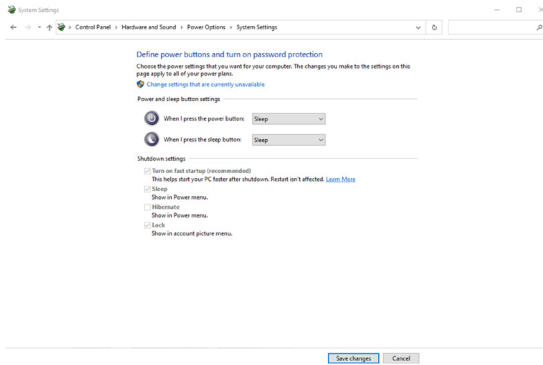 System Settings
Control Panel > Hardware and Sound > Power Options > System Settings
Define power buttons and turn on password protection
Choose the power settings that you want for your computer. The changes you make to the settings on this
page apply to all of your power plans.
Change settings that are currently unavailable
Power and sleep button settings
When I press the power button: Sleep
When I press the sleep button: Sleep
Shutdown settings
Turn on fast startup (recommended)
This helps start your PC faster after shutdown. Restart isn't affected. Learn More
Sleep
Show in Power menu.
Hibernate
Show in Power menu.
Lock
Show in account picture menu.
Save changes Cancel